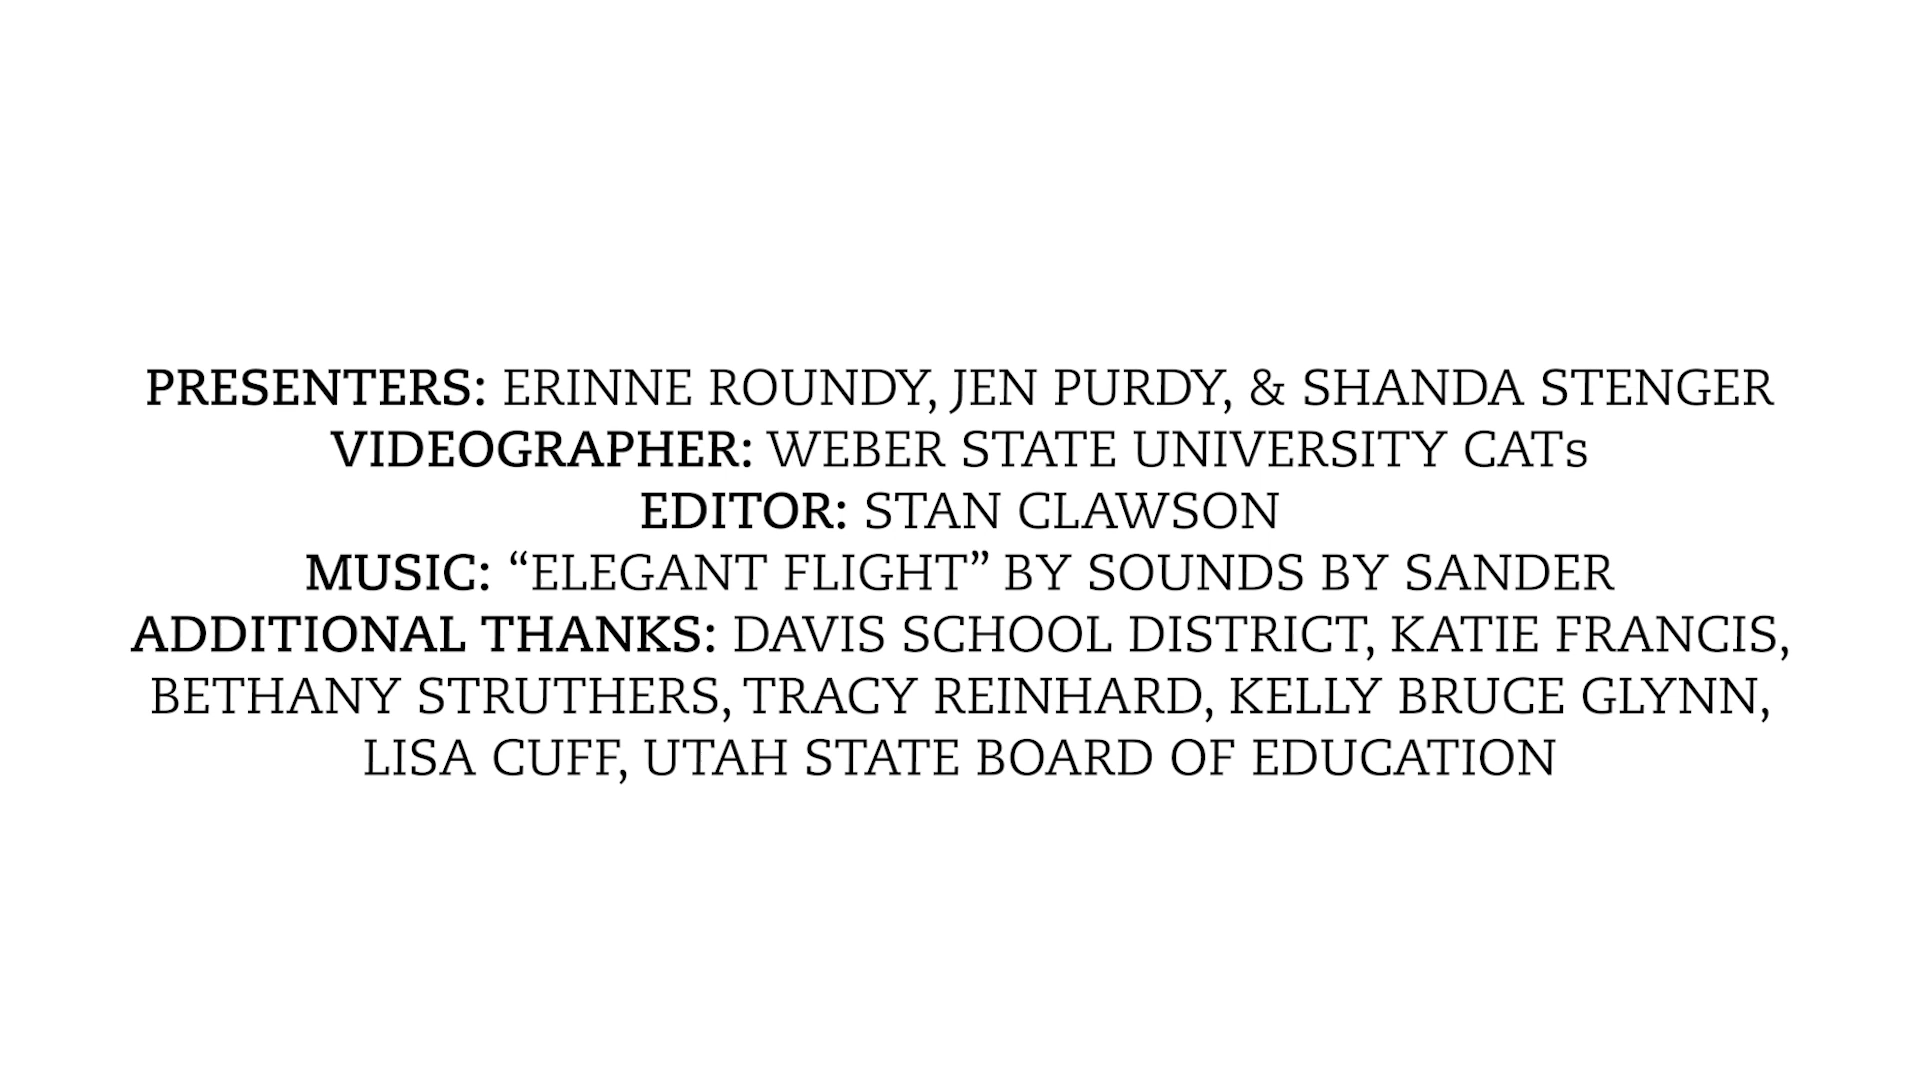 PRESENTERS: ERINNE ROUNDY, JEN PURDY, & SHANDA STENGER
VIDEOGRAPHER: WEBER STATE UNIVERSITY CATs
EDITOR: STAN CLAWSON
MUSIC: “ELEGANT FLIGHT” BY SOUNDS BY SANDER
ADDITIONAL THANKS: DAVIS SCHOOL DISTRICT, KATIE FRANCIS,
BETHANY STRUTHERS, TRACY REINHARD, KELLY BRUCE GLYNN,
LISA CUFF, UTAH STATE BOARD OF EDUCATION